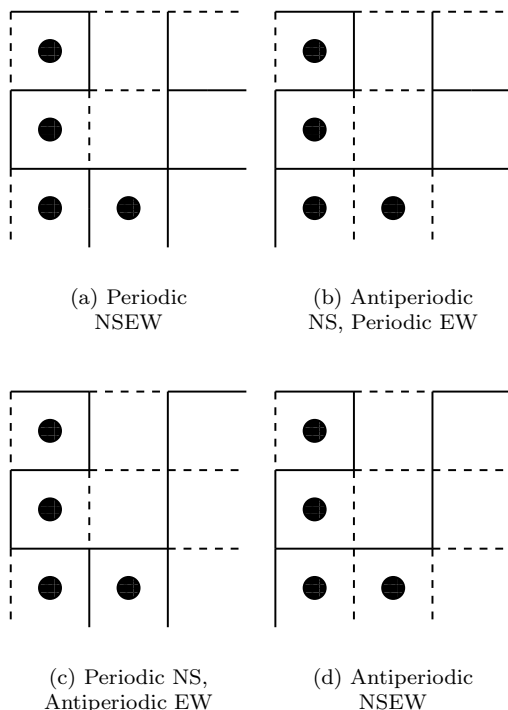 (a) Periodic
NSEW
(b) Antiperiodic
NS, Periodic EW
(c) Periodic NS,
Antiperiodic EW
(d) Antiperiodic
NSEW